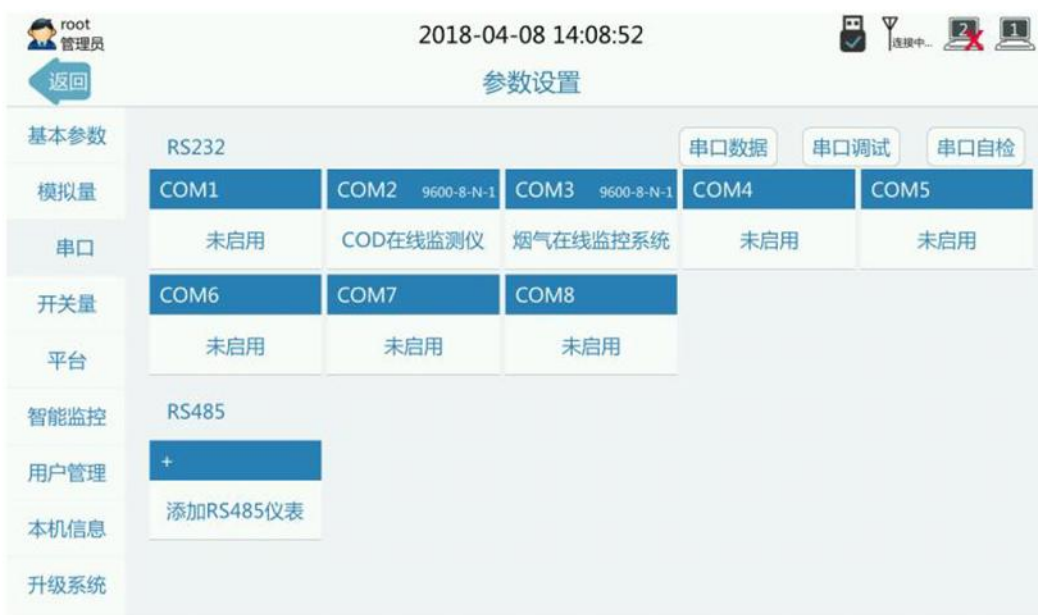 root
管理员
2018-04-08 14:08:52
连接中...
2
1
返回
参数设置
基本参数
模拟量
串口
开关量
平台
智能监控
用户管理
本机信息
升级系统
RS232
串口数据
串口调试
串口自检
COM1
未启用
COM2 9600-8-N-1
COD在线监测仪
COM3 9600-8-N-1
烟气在线监控系统
COM4
未启用
COM5
未启用
COM6
未启用
COM7
未启用
COM8
未启用
RS485
+
添加RS485仪表